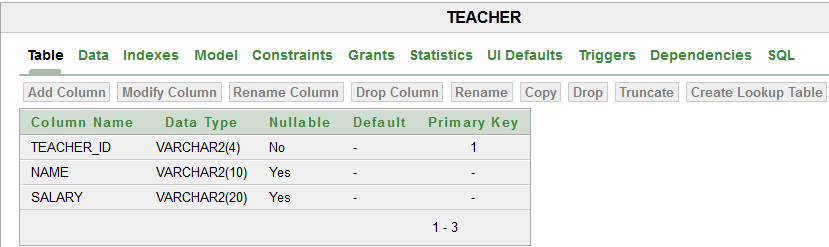 TEACHER
Table Data Indexes Model Constraints Grants Statistics UI Defaults Triggers Dependencies SQL
Add Column Modify Column Rename Column Drop Column Rename Copy Drop Truncate Create Lookup Table
Column Name Data Type Nullable Default Primary Key
TEACHER_ID VARCHAR2(4) No - 1
NAME VARCHAR2(10) Yes - -
SALARY VARCHAR2(20) Yes - -
1 - 3